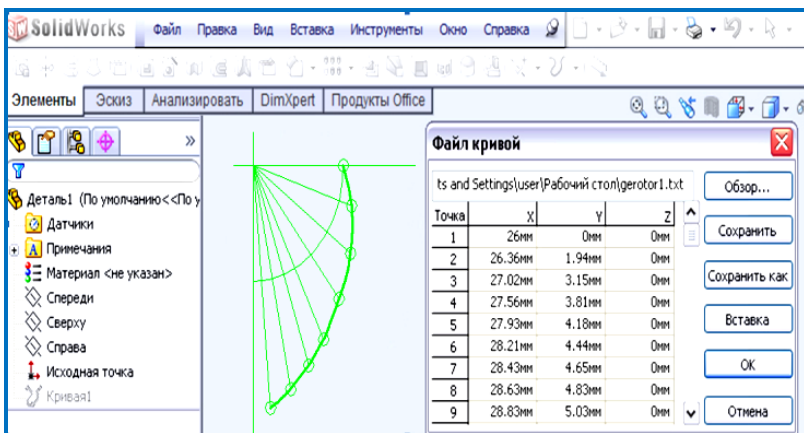 SolidWorks Файл Правка Вид Вставка Инструменты Окно Справка
Элементы Эскиз Анализировать DimXpert Продукты Office
Деталь1 (По умолчанию<<По у
Датчики
Примечания
Материал <не указан>
Спереди
Сверху
Справа
Исходная точка
Кривая1
Файл кривой
ts and Settings\user\Рабочий стол\gerotor1.txt Обзор...
Точка X Y Z
1 26мм 0мм 0мм
2 26.36мм 1.94мм 0мм
3 27.02мм 3.15мм 0мм
4 27.56мм 3.81мм 0мм
5 27.93мм 4.18мм 0мм
6 28.21мм 4.44мм 0мм
7 28.43мм 4.65мм 0мм
8 28.63мм 4.83мм 0мм
9 28.83мм 5.03мм 0мм
Сохранить
Сохранить как
Вставка
ОК
Отмена